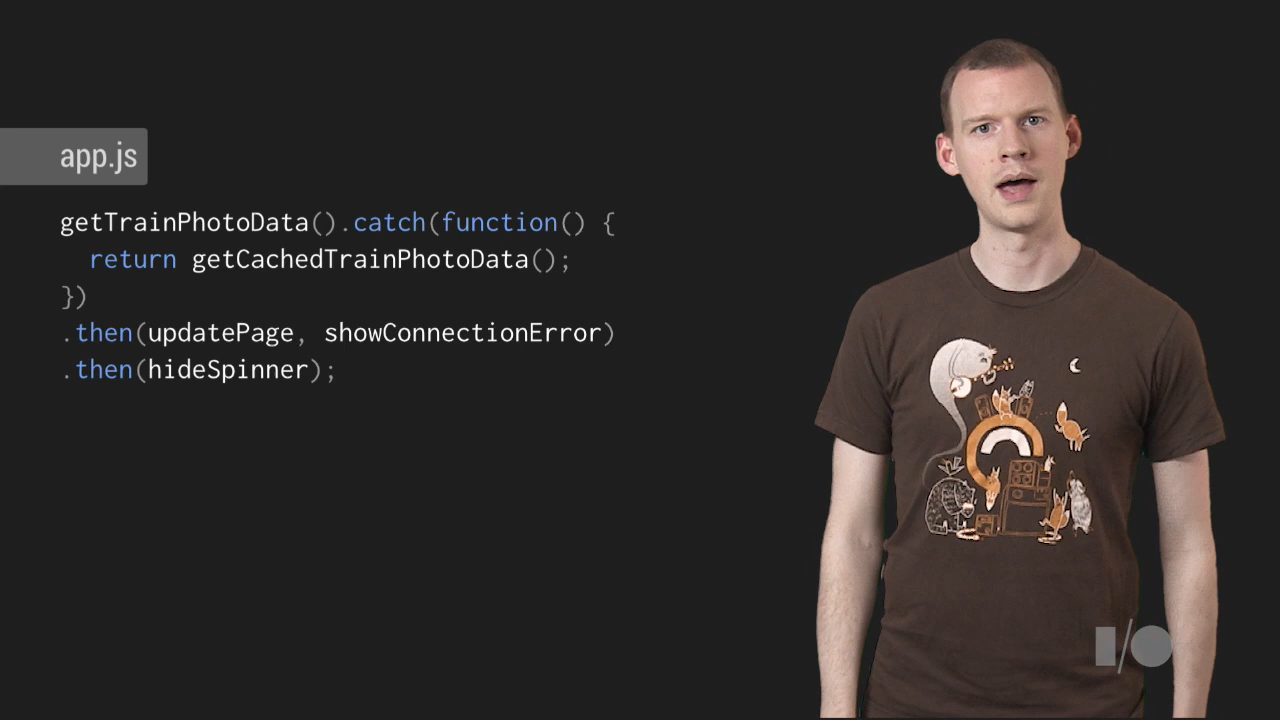 app.js
getTrainPhotoData().catch(function() {
  return getCachedTrainPhotoData();
})
.then(updatePage, showConnectionError)
.then(hideSpinner);
I/O